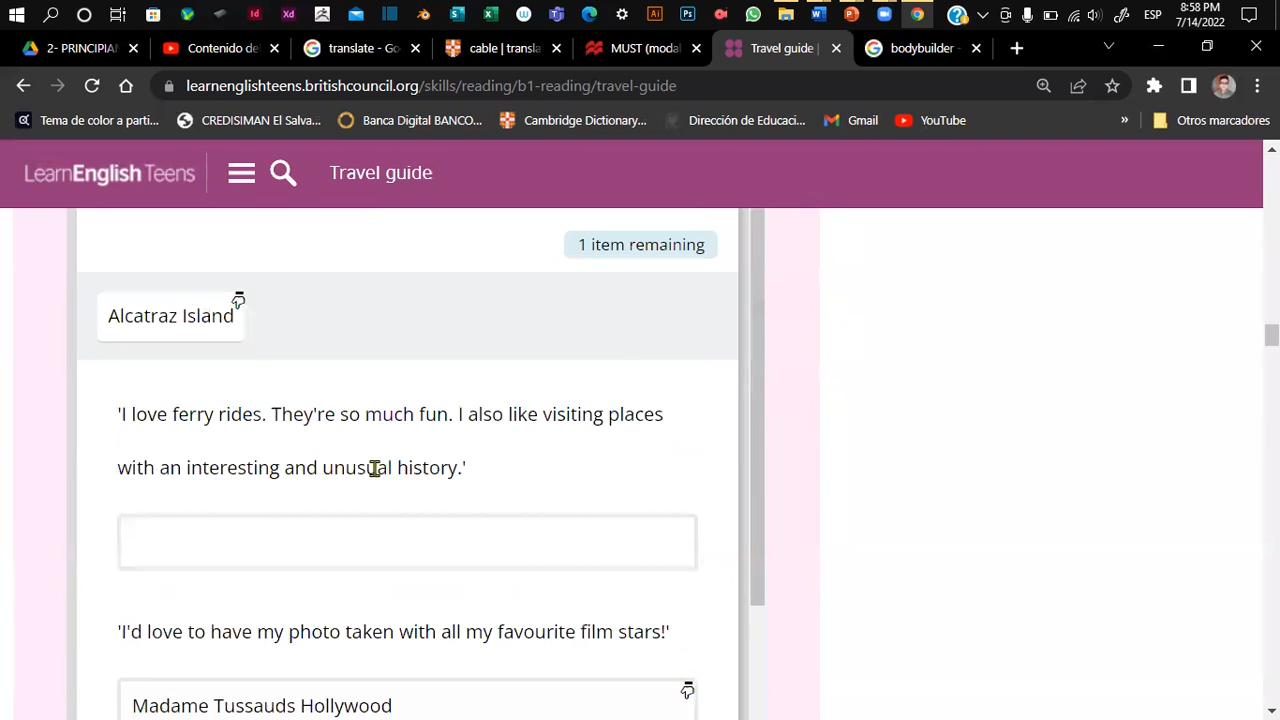 8:58 PM
ESP
7/14/2022
2- PRINCIPIAN
Contenido del
translate - Go
cable | transla
MUST (modal
Travel guide |
bodybuilder -
learnenglishteens.britishcouncil.org/skills/reading/b1-reading/travel-guide
Tema de color a parti...
CREDISIMAN El Salva...
Banca Digital BANCO...
Cambridge Dictionary...
Dirección de Educaci...
Gmail
YouTube
»
Otros marcadores
LearnEnglish Teens
Travel guide
1 item remaining
Alcatraz Island
'I love ferry rides. They're so much fun. I also like visiting places
with an interesting and unusual history.'
'I'd love to have my photo taken with all my favourite film stars!'
Madame Tussauds Hollywood